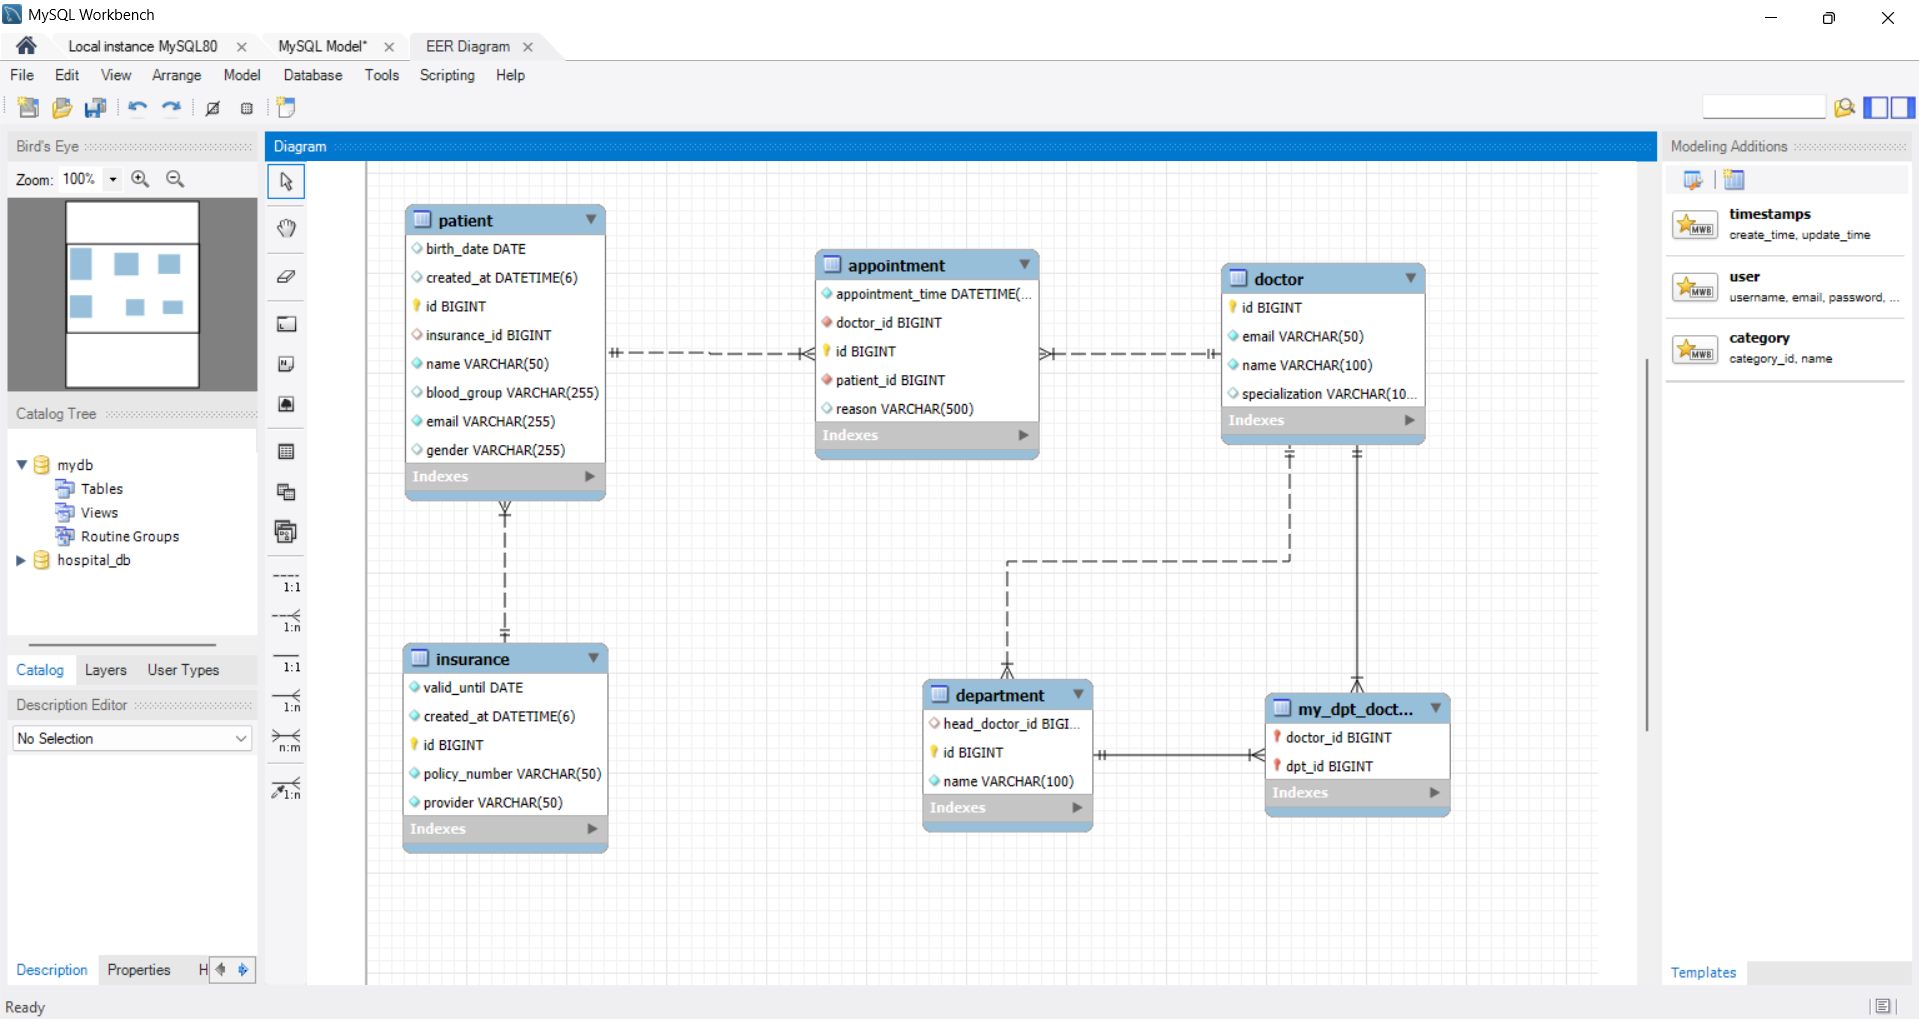 MySQL Workbench
Local instance MySQL80
MySQL Model*
EER Diagram
File Edit View Arrange Model Database Tools Scripting Help
Bird's Eye
Zoom: 100%
Catalog Tree
mydb
Tables
Views
Routine Groups
hospital_db
Catalog Layers User Types
Description Editor
No Selection
Description Properties H
Ready
1:1
1:n
1:1
1:n
n:m
1:n
Diagram
patient
birth_date DATE
created_at DATETIME(6)
id BIGINT
insurance_id BIGINT
name VARCHAR(50)
blood_group VARCHAR(255)
email VARCHAR(255)
gender VARCHAR(255)
Indexes
appointment
appointment_time DATETIME(...
doctor_id BIGINT
id BIGINT
patient_id BIGINT
reason VARCHAR(500)
Indexes
doctor
id BIGINT
email VARCHAR(50)
name VARCHAR(100)
specialization VARCHAR(10...
Indexes
insurance
valid_until DATE
created_at DATETIME(6)
id BIGINT
policy_number VARCHAR(50)
provider VARCHAR(50)
Indexes
department
head_doctor_id BIGI...
id BIGINT
name VARCHAR(100)
Indexes
my_dpt_doct...
doctor_id BIGINT
dpt_id BIGINT
Indexes
Modeling Additions
MWB
timestamps
create_time, update_time
MWB
user
username, email, password, ...
MWB
category
category_id, name
Templates